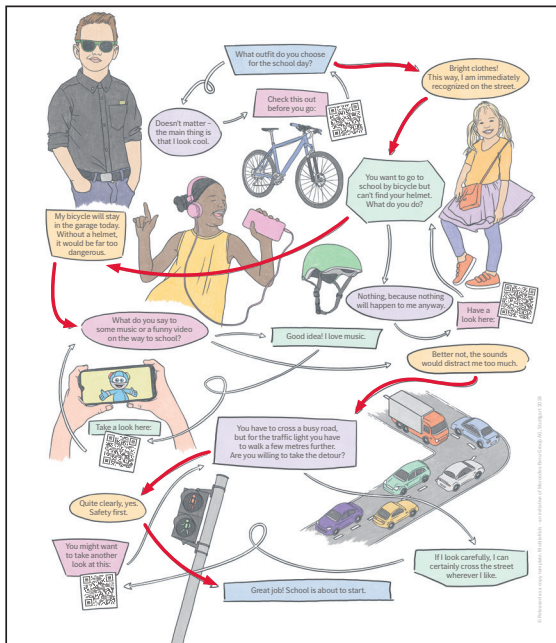 What outfit do you choose
for the school day?
Bright clothes!
This way, I am immediately
recognized on the street.
Doesn't matter –
the main thing is
that I look cool.
Check this out
before you go:
You want to go to
school by bicycle but
can't find your helmet.
What do you do?
My bicycle will stay
in the garage today.
Without a helmet,
it would be far too
dangerous.
Nothing, because nothing
will happen to me anyway.
Have a
look here:
What do you say to
some music or a funny video
on the way to school?
Good idea! I love music.
Better not, the sounds
would distract me too much.
Take a look here:
You have to cross a busy road,
but for the traffic light you have
to walk a few metres further.
Are you willing to take the detour?
Quite clearly, yes.
Safety first.
You might want
to take another
look at this:
If I look carefully, I can
certainly cross the street
wherever I like.
Great job! School is about to start.